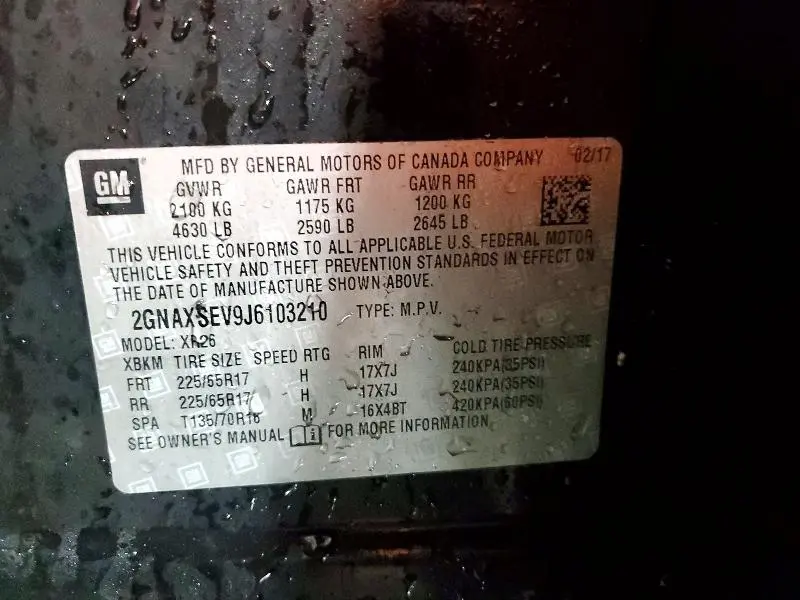 GM MFD BY GENERAL MOTORS OF CANADA COMPANY 02/17
GVWR GAWR FRT GAWR RR
2100 KG 1175 KG 1200 KG
4630 LB 2590 LB 2645 LB
THIS VEHICLE CONFORMS TO ALL APPLICABLE U.S. FEDERAL MOTOR
VEHICLE SAFETY AND THEFT PREVENTION STANDARDS IN EFFECT ON
THE DATE OF MANUFACTURE SHOWN ABOVE.
2GNAXSEV9J6103210 TYPE: M.P.V.
MODEL: XR26
XBKM TIRE SIZE SPEED RTG RIM COLD TIRE PRESSURE
FRT 225/65R17 H 17X7J 240KPA(35PSI)
RR 225/65R17 H 17X7J 240KPA(35PSI)
SPA T135/70R16 M 16X4BT 420KPA(60PSI)
SEE OWNER'S MANUAL i FOR MORE INFORMATION.